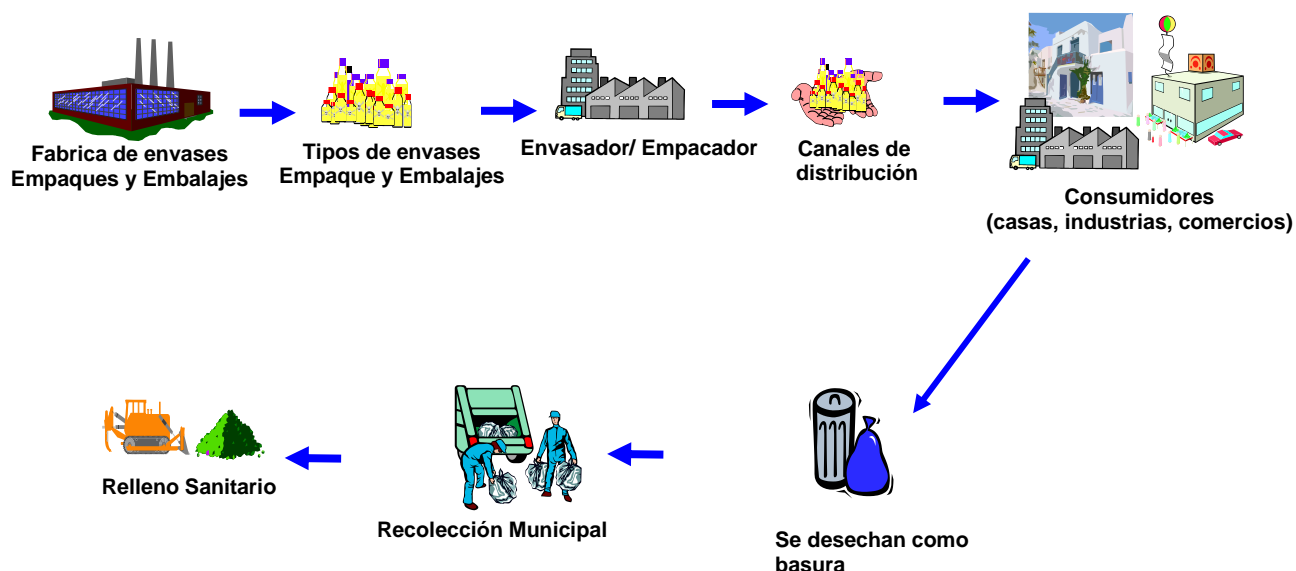 Fabrica de envases
Empaques y Embalajes
Tipos de envases
Empaque y Embalajes
Envasador/ Empacador
Canales de
distribución
Consumidores
(casas, industrias, comercios)
Relleno Sanitario
Recolección Municipal
Se desechan como
basura